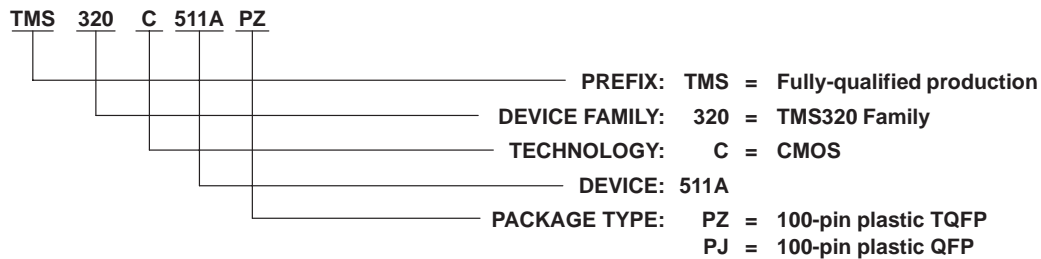 TMS 320 C 511A PZ
PREFIX: TMS = Fully-qualified production
DEVICE FAMILY: 320 = TMS320 Family
TECHNOLOGY: C = CMOS
DEVICE: 511A
PACKAGE TYPE: PZ = 100-pin plastic TQFP
PJ = 100-pin plastic QFP